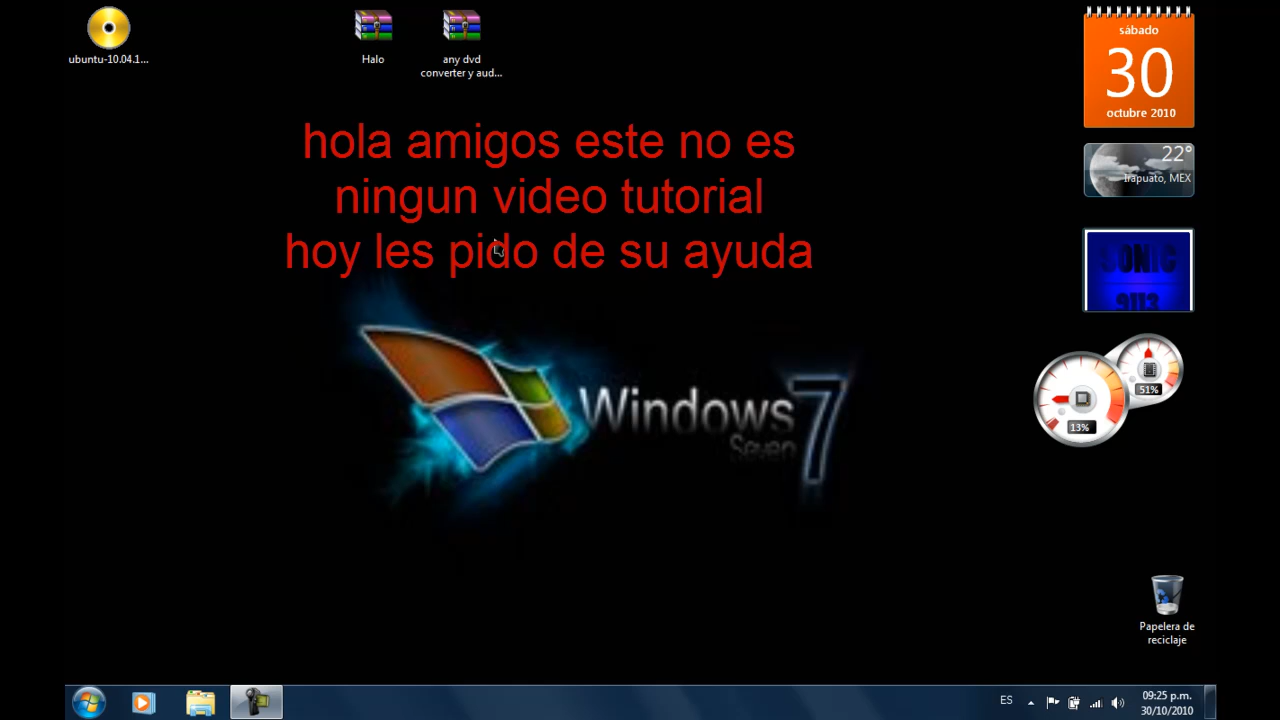 ubuntu-10.04.1...
Halo
any dvd
converter y aud...
sábado
30
octubre 2010
22°
Irapuato, MEX
hola amigos este no es
ningun video tutorial
hoy les pido de su ayuda
SONIC
9113
51%
13%
Windows 7
Seven
Papelera de
reciclaje
ES
09:25 p.m.
30/10/2010